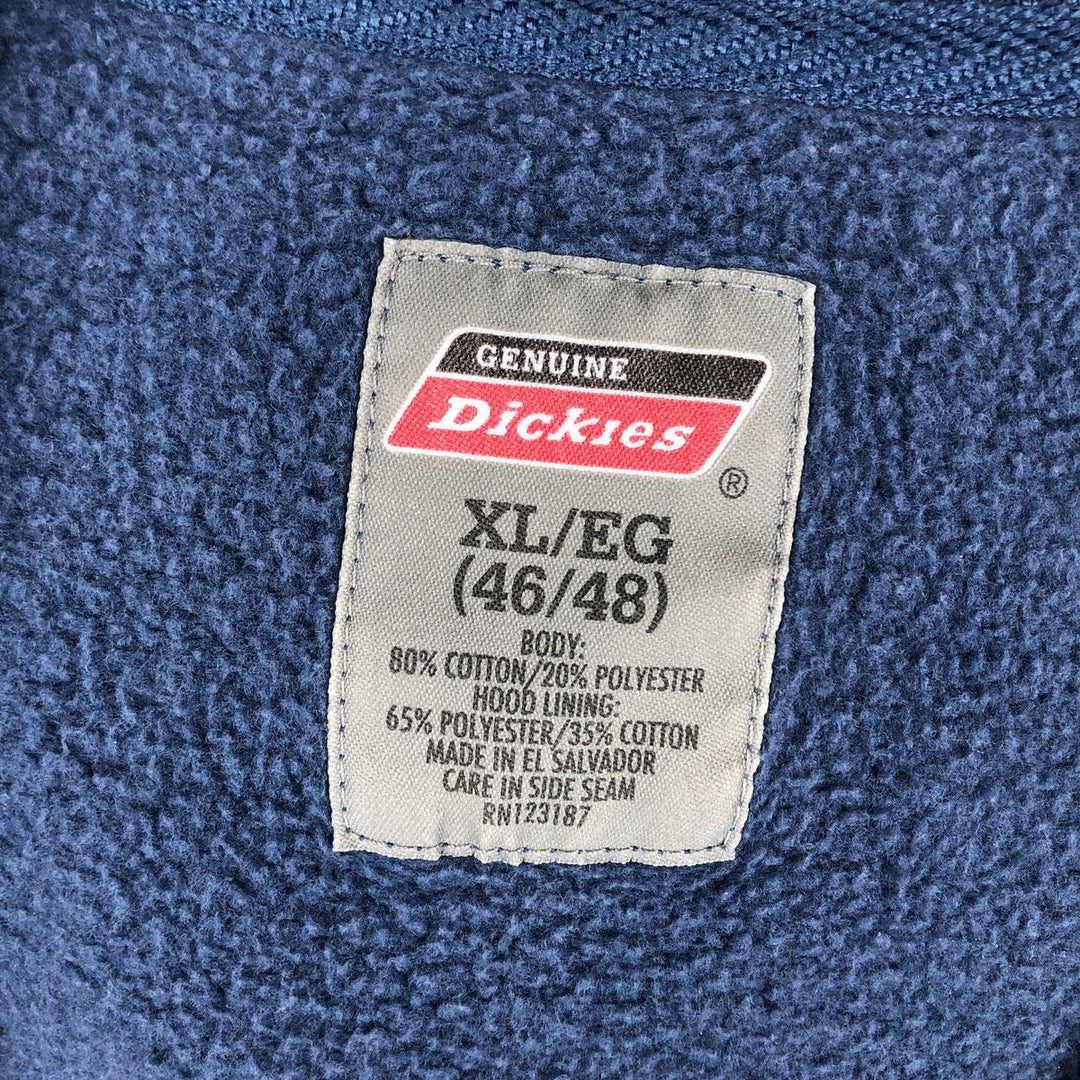 GENUINE
Dickies
®
XL/EG
(46/48)
BODY:
80% COTTON/20% POLYESTER
HOOD LINING:
65% POLYESTER/35% COTTON
MADE IN EL SALVADOR
CARE IN SIDE SEAM
RN123187